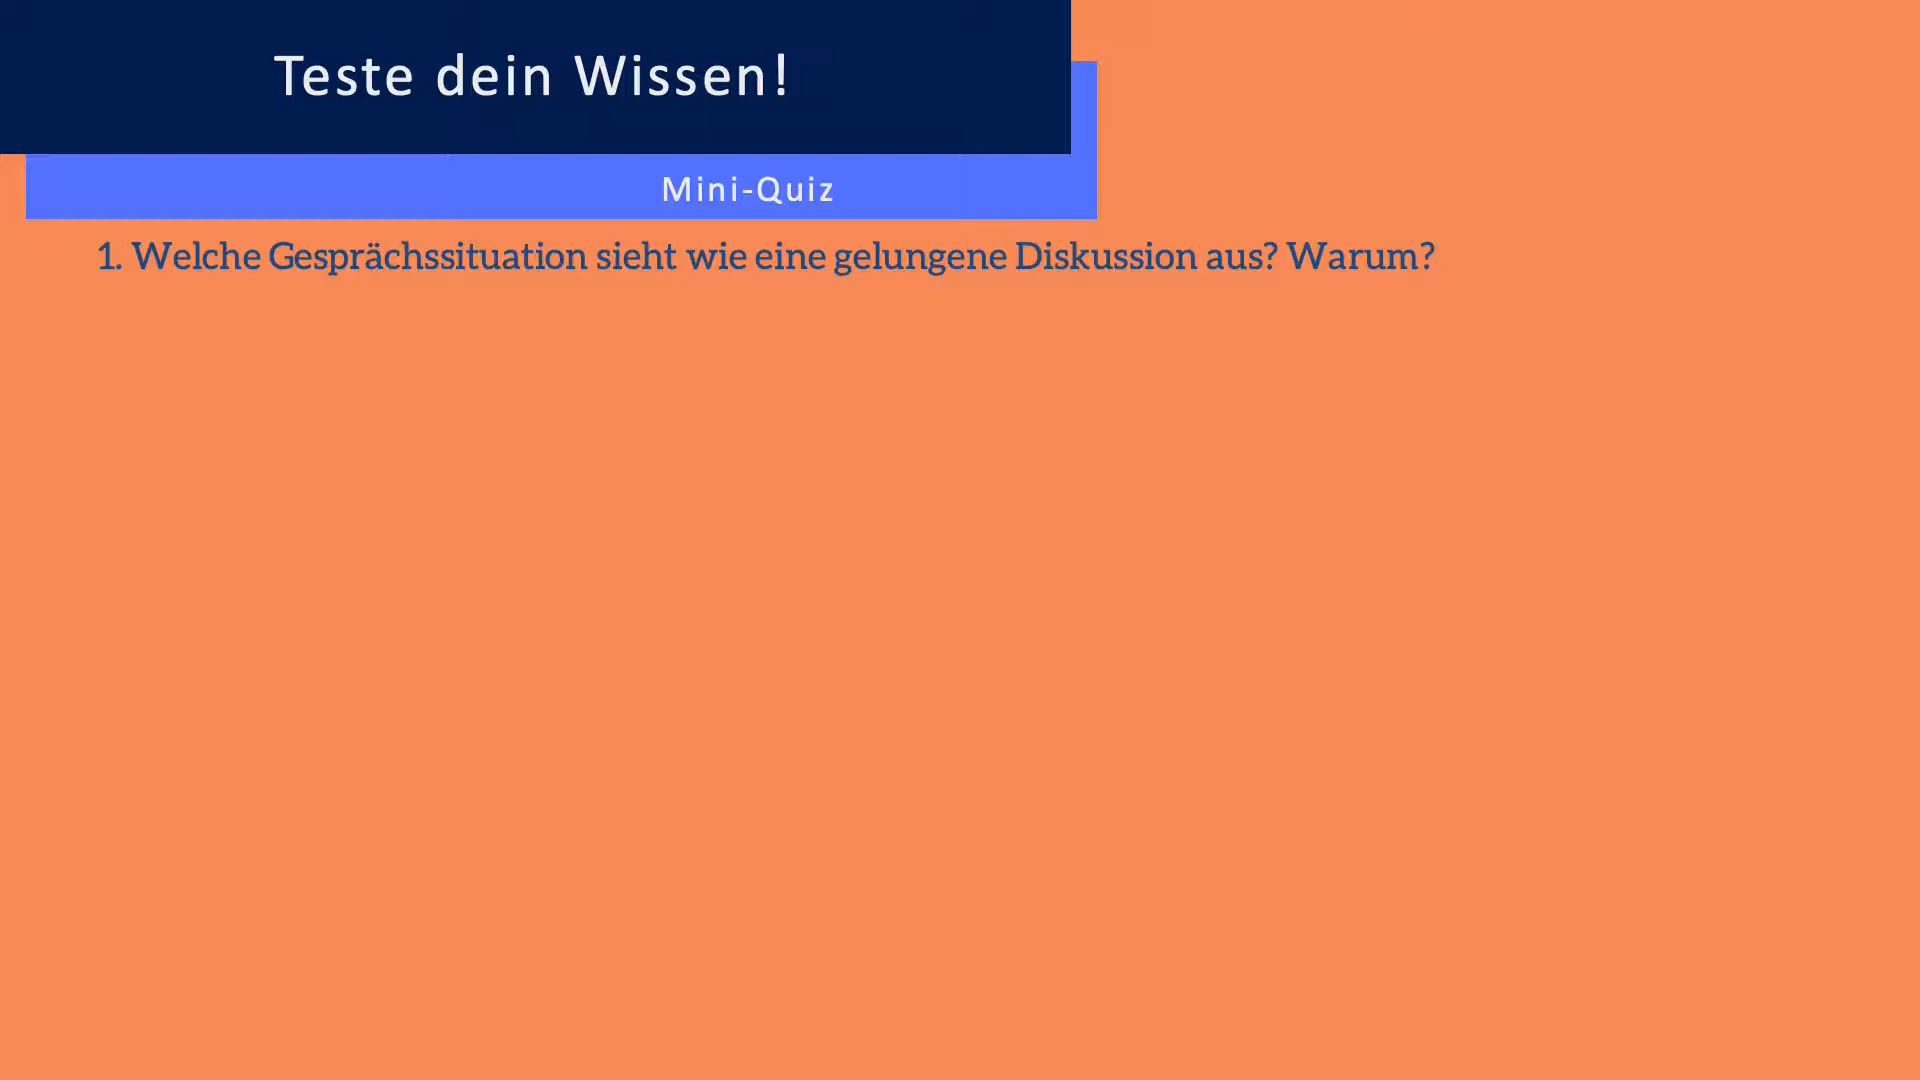 Teste dein Wissen!
Mini-Quiz
1. Welche Gesprächssituation sieht wie eine gelungene Diskussion aus? Warum?